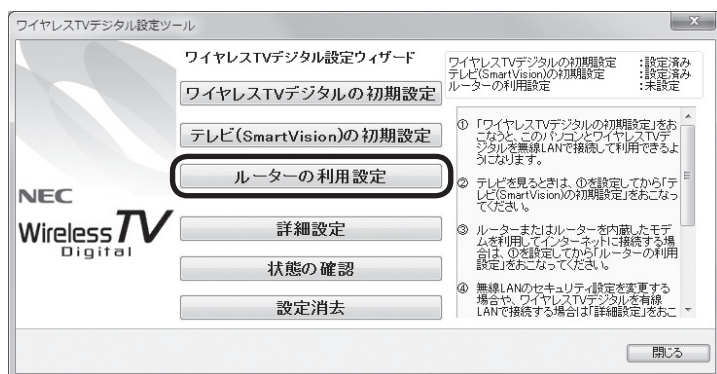 ワイヤレスTVデジタル設定ツール
ワイヤレスTVデジタル設定ウィザード
ワイヤレスTVデジタルの初期設定
テレビ(SmartVision)の初期設定
ルーターの利用設定
詳細設定
状態の確認
設定消去
NEC
Wireless TV
Digital
ワイヤレスTVデジタルの初期設定 :設定済み
テレビ(SmartVision)の初期設定 :設定済み
ルーターの利用設定 :未設定
① 「ワイヤレスTVデジタルの初期設定」をお
こなうと、このパソコンとワイヤレスTVデ
ジタルを無線LANで接続して利用できるよ
うになります。
② テレビを見るときは、①を設定してから「テ
レビ(SmartVision)の初期設定」をおこなっ
てください。
③ ルーターまたはルーターを内蔵したモデ
ムを利用してインターネットに接続する場
合は、①を設定してから「ルーターの利用
設定」をおこなってください。
④ 無線LANのセキュリティ設定を変更する
場合や、ワイヤレスTVデジタルを有線
LANで接続する場合は「詳細設定」をおこ
閉じる